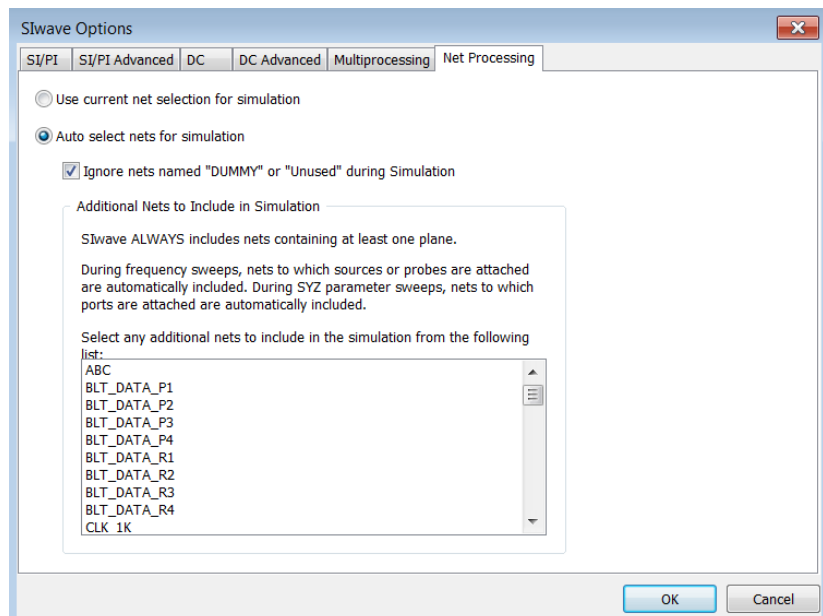 SIwave Options
SI/PI SI/PI Advanced DC DC Advanced Multiprocessing Net Processing
Use current net selection for simulation
Auto select nets for simulation
Ignore nets named "DUMMY" or "Unused" during Simulation
Additional Nets to Include in Simulation
SIwave ALWAYS includes nets containing at least one plane.
During frequency sweeps, nets to which sources or probes are attached
are automatically included. During SYZ parameter sweeps, nets to which
ports are attached are automatically included.
Select any additional nets to include in the simulation from the following
list:
ABC
BLT_DATA_P1
BLT_DATA_P2
BLT_DATA_P3
BLT_DATA_P4
BLT_DATA_R1
BLT_DATA_R2
BLT_DATA_R3
BLT_DATA_R4
CLK_1K
OK Cancel